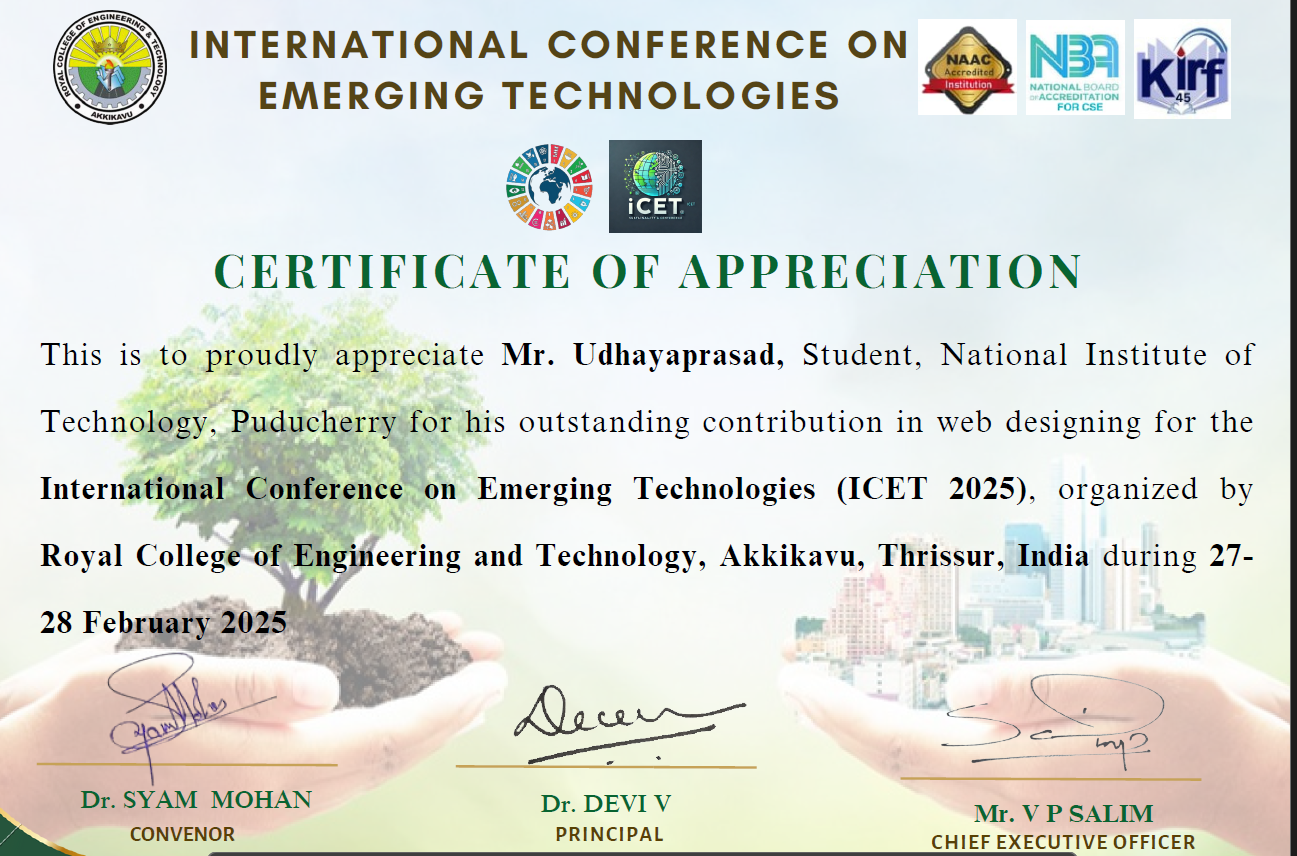 ROYAL COLLEGE OF ENGINEERING & TECHNOLOGY
AKKIKAVU
INTERNATIONAL CONFERENCE ON
EMERGING TECHNOLOGIES
NAAC
Accredited
Institution
NBA
NATIONAL BOARD
OF ACCREDITATION
FOR CSE
Kirf
45
iCET
CERTIFICATE OF APPRECIATION
This is to proudly appreciate Mr. Udhayaprasad, Student, National Institute of
Technology, Puducherry for his outstanding contribution in web designing for the
International Conference on Emerging Technologies (ICET 2025), organized by
Royal College of Engineering and Technology, Akkikavu, Thrissur, India during 27-
28 February 2025
Dr. SYAM MOHAN
CONVENOR
Dr. DEVI V
PRINCIPAL
Mr. V P SALIM
CHIEF EXECUTIVE OFFICER